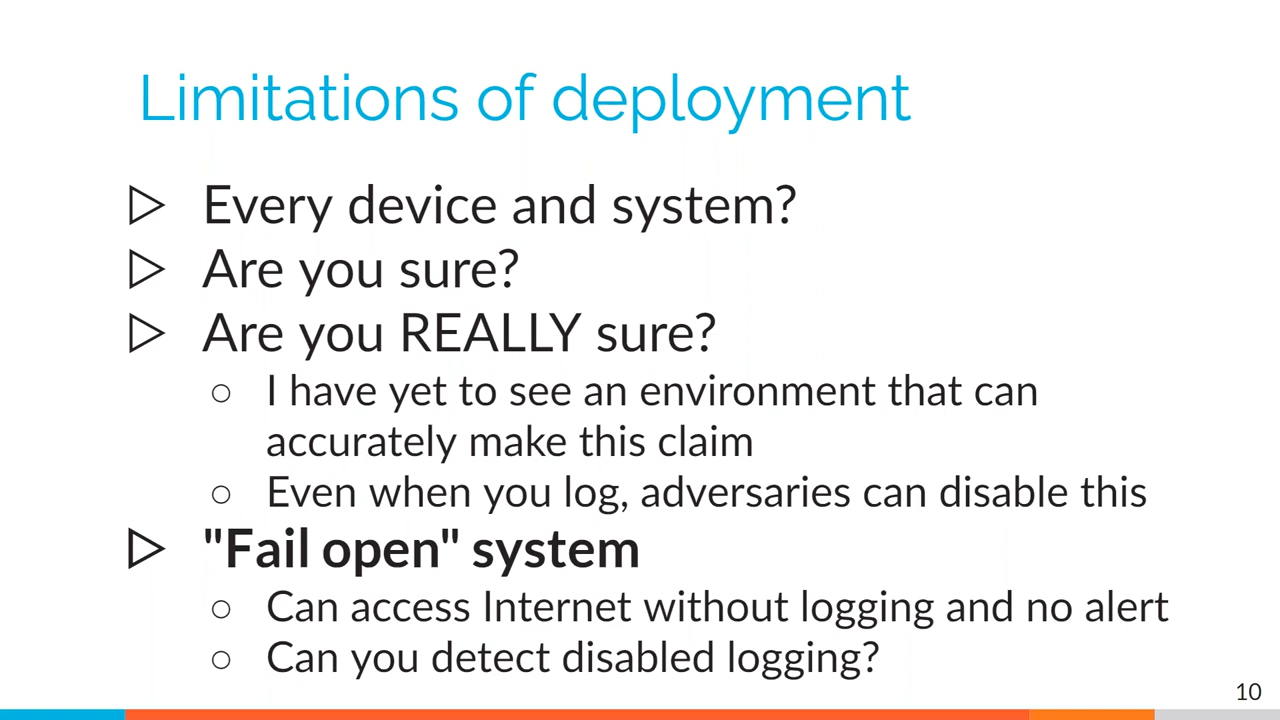 Limitations of deployment
▷ Every device and system?
▷ Are you sure?
▷ Are you REALLY sure?
○ I have yet to see an environment that can
accurately make this claim
○ Even when you log, adversaries can disable this
▷ "Fail open" system
○ Can access Internet without logging and no alert
○ Can you detect disabled logging?
10